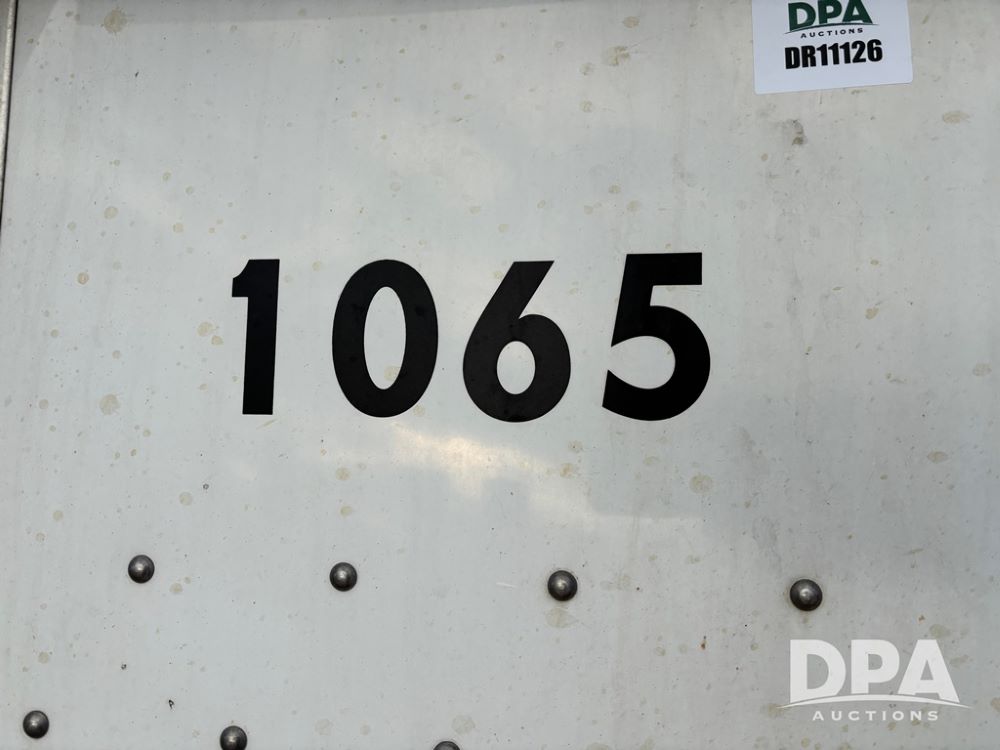 DPA
AUCTIONS
DR11126
1065
DPA
AUCTIONS